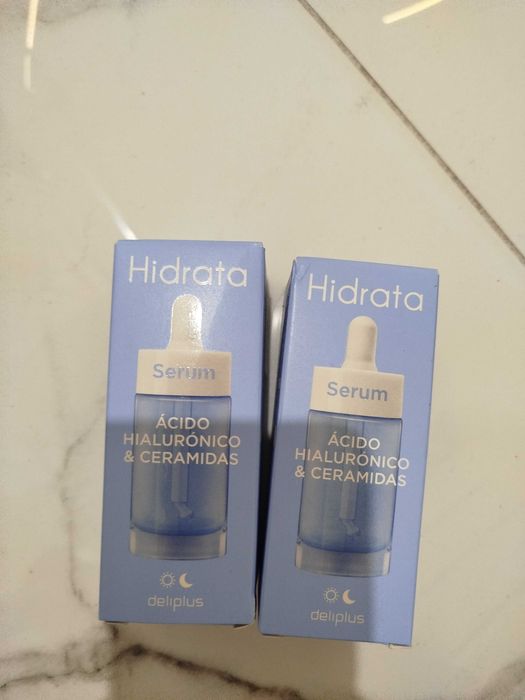 Hidrata
Serum
ÁCIDO
HIALURÓNICO
& CERAMIDAS
deliplus
Hidrata
Serum
ÁCIDO
HIALURÓNICO
& CERAMIDAS
deliplus